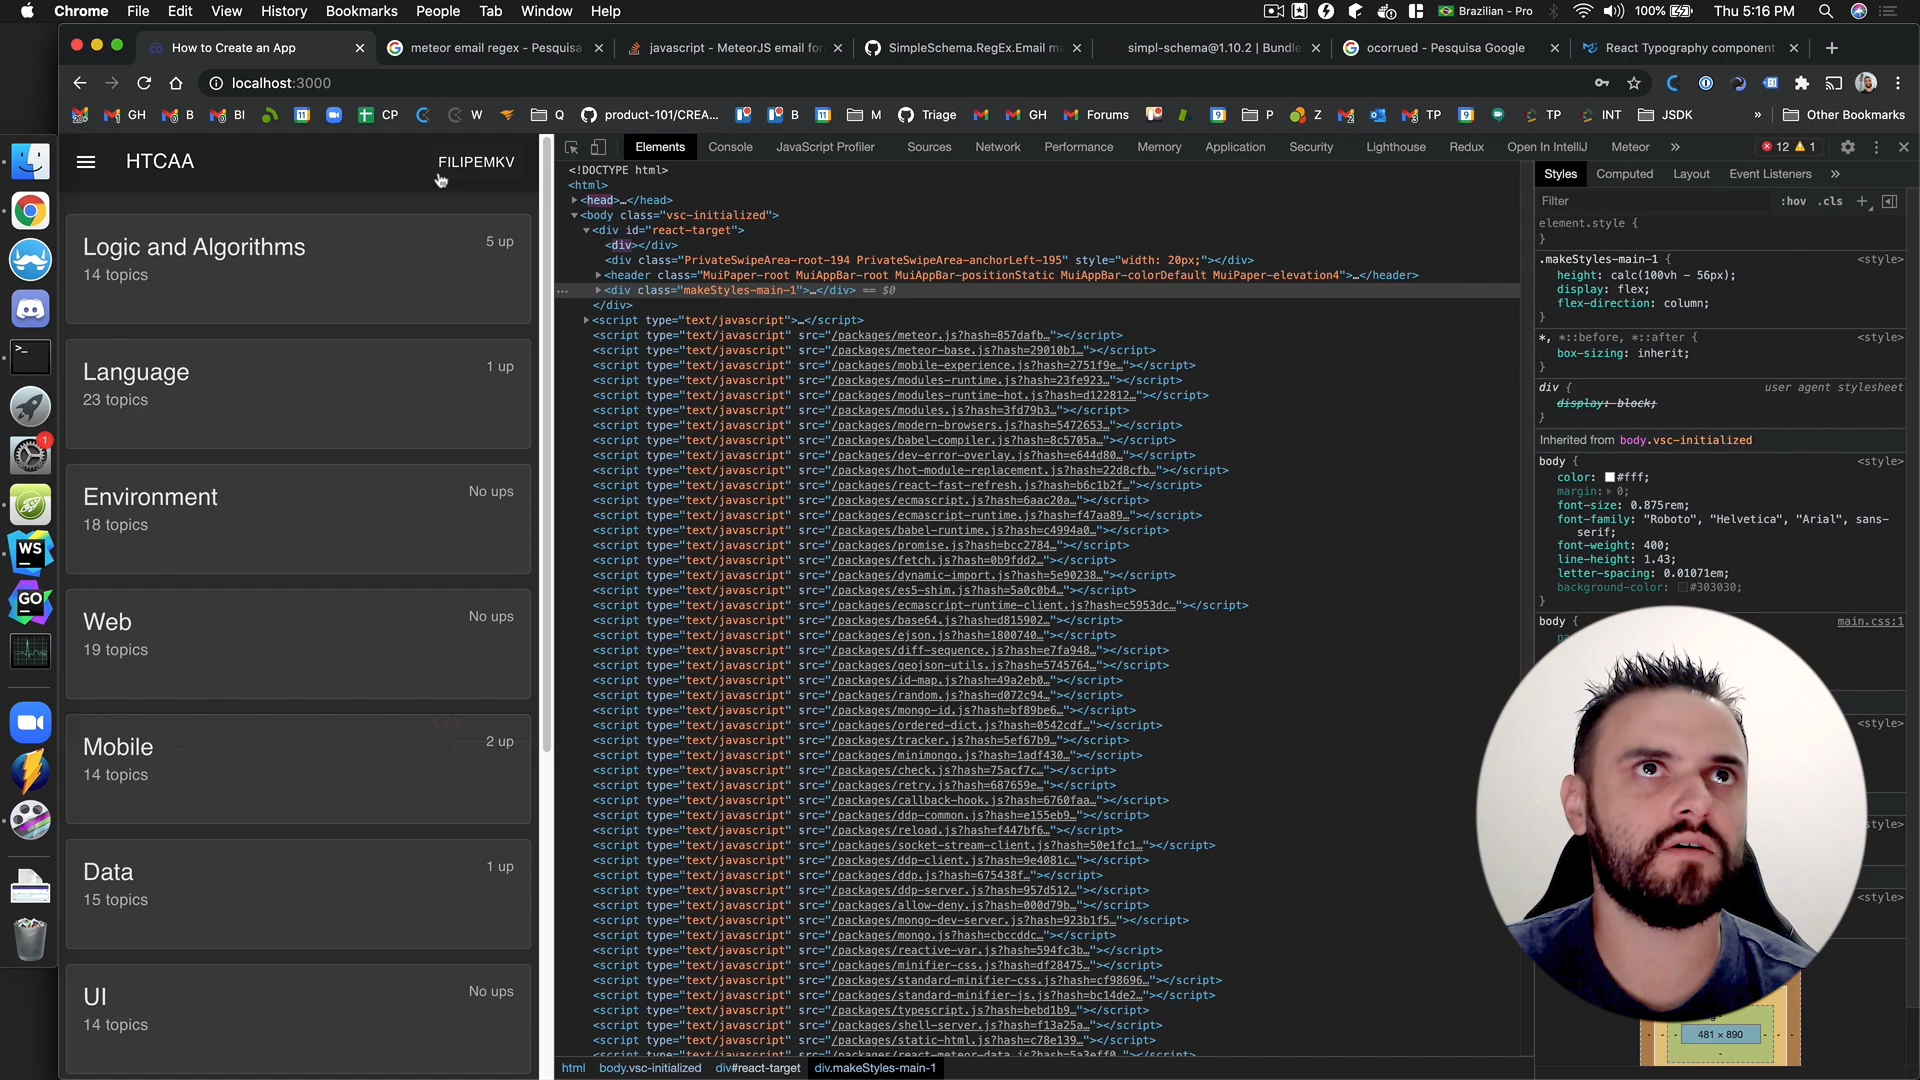 Chrome File Edit View History Bookmarks People Tab Window Help
Brazilian - Pro 100% Thu 5:16 PM
How to Create an App
meteor email regex - Pesquisa
javascript - MeteorJS email for
SimpleSchema.RegEx.Email m
simpl-schema@1.10.2 | Bundle
ocorrued - Pesquisa Google
React Typography component
localhost:3000
GH B BI CP W Q product-101/CREA... B M Triage GH Forums P Z TP TP INT JSDK » Other Bookmarks
HTCAA
FILIPEMKV
Logic and Algorithms
5 up
14 topics
Language
1 up
23 topics
Environment
No ups
18 topics
Web
No ups
19 topics
Mobile
2 up
14 topics
Data
1 up
15 topics
UI
No ups
14 topics
Elements Console JavaScript Profiler Sources Network Performance Memory Application Security Lighthouse Redux Open In IntelliJ Meteor » 12 1
<!DOCTYPE html>
<html>
<head>…</head>
<body class="vsc-initialized">
<div id="react-target">
<div></div>
<div class="PrivateSwipeArea-root-194 PrivateSwipeArea-anchorLeft-195" style="width: 20px;"></div>
<header class="MuiPaper-root MuiAppBar-root MuiAppBar-positionStatic MuiAppBar-colorDefault MuiPaper-elevation4">…</header>
<div class="makeStyles-main-1">…</div> == $0
</div>
<script type="text/javascript">…</script>
<script type="text/javascript" src="/packages/meteor.js?hash=857dafb…"></script>
<script type="text/javascript" src="/packages/meteor-base.js?hash=29010b1…"></script>
<script type="text/javascript" src="/packages/mobile-experience.js?hash=2751f9e…"></script>
<script type="text/javascript" src="/packages/modules-runtime.js?hash=23fe923…"></script>
<script type="text/javascript" src="/packages/modules-runtime-hot.js?hash=d122812…"></script>
<script type="text/javascript" src="/packages/modules.js?hash=3fd79b3…"></script>
<script type="text/javascript" src="/packages/modern-browsers.js?hash=5472653…"></script>
<script type="text/javascript" src="/packages/babel-compiler.js?hash=8c5705a…"></script>
<script type="text/javascript" src="/packages/dev-error-overlay.js?hash=e644d80…"></script>
<script type="text/javascript" src="/packages/hot-module-replacement.js?hash=22d8cfb…"></script>
<script type="text/javascript" src="/packages/react-fast-refresh.js?hash=b6c1b2f…"></script>
<script type="text/javascript" src="/packages/ecmascript.js?hash=6aac20a…"></script>
<script type="text/javascript" src="/packages/ecmascript-runtime.js?hash=f47aa89…"></script>
<script type="text/javascript" src="/packages/babel-runtime.js?hash=c4994a0…"></script>
<script type="text/javascript" src="/packages/promise.js?hash=bcc2784…"></script>
<script type="text/javascript" src="/packages/fetch.js?hash=0b9fdd2…"></script>
<script type="text/javascript" src="/packages/dynamic-import.js?hash=5e90238…"></script>
<script type="text/javascript" src="/packages/es5-shim.js?hash=5a0c0b4…"></script>
<script type="text/javascript" src="/packages/ecmascript-runtime-client.js?hash=c5953dc…"></script>
<script type="text/javascript" src="/packages/base64.js?hash=d815902…"></script>
<script type="text/javascript" src="/packages/ejson.js?hash=1800740…"></script>
<script type="text/javascript" src="/packages/diff-sequence.js?hash=e7fa948…"></script>
<script type="text/javascript" src="/packages/geojson-utils.js?hash=5745764…"></script>
<script type="text/javascript" src="/packages/id-map.js?hash=49a2eb0…"></script>
<script type="text/javascript" src="/packages/random.js?hash=d072c94…"></script>
<script type="text/javascript" src="/packages/mongo-id.js?hash=bf89be6…"></script>
<script type="text/javascript" src="/packages/ordered-dict.js?hash=0542cdf…"></script>
<script type="text/javascript" src="/packages/tracker.js?hash=5ef67b9…"></script>
<script type="text/javascript" src="/packages/minimongo.js?hash=1adf430…"></script>
<script type="text/javascript" src="/packages/check.js?hash=75acf7c…"></script>
<script type="text/javascript" src="/packages/retry.js?hash=687659e…"></script>
<script type="text/javascript" src="/packages/callback-hook.js?hash=6760faa…"></script>
<script type="text/javascript" src="/packages/ddp-common.js?hash=e155eb9…"></script>
<script type="text/javascript" src="/packages/reload.js?hash=f447bf6…"></script>
<script type="text/javascript" src="/packages/socket-stream-client.js?hash=50e1fc1…"></script>
<script type="text/javascript" src="/packages/ddp-client.js?hash=9e4081c…"></script>
<script type="text/javascript" src="/packages/ddp.js?hash=675438f…"></script>
<script type="text/javascript" src="/packages/ddp-server.js?hash=957d512…"></script>
<script type="text/javascript" src="/packages/allow-deny.js?hash=000d79b…"></script>
<script type="text/javascript" src="/packages/mongo-dev-server.js?hash=923b1f5…"></script>
<script type="text/javascript" src="/packages/mongo.js?hash=cbccddc…"></script>
<script type="text/javascript" src="/packages/reactive-var.js?hash=594fc3b…"></script>
<script type="text/javascript" src="/packages/minifier-css.js?hash=df28475…"></script>
<script type="text/javascript" src="/packages/standard-minifier-css.js?hash=cf98696…"></script>
<script type="text/javascript" src="/packages/standard-minifier-js.js?hash=bc14de2…"></script>
<script type="text/javascript" src="/packages/typescript.js?hash=bebd1b9…"></script>
<script type="text/javascript" src="/packages/shell-server.js?hash=f13a25a…"></script>
<script type="text/javascript" src="/packages/static-html.js?hash=c78e139…"></script>
<script type="text/javascript" src="/packages/react-meteor-data.js?hash=5a3eff0…"></script>
html body.vsc-initialized div#react-target div.makeStyles-main-1
Styles Computed Layout Event Listeners »
Filter :hov .cls +
element.style {
}
.makeStyles-main-1 { <style>
height: calc(100vh - 56px);
display: flex;
flex-direction: column;
}
*, *::before, *::after { <style>
box-sizing: inherit;
}
div { user agent stylesheet
display: block;
}
Inherited from body.vsc-initialized
body { <style>
color: #fff;
margin: 0;
font-size: 0.875rem;
font-family: "Roboto", "Helvetica", "Arial", sans-
serif;
font-weight: 400;
line-height: 1.43;
letter-spacing: 0.01071em;
background-color: #303030;
}
body { main.css:1
481 × 890